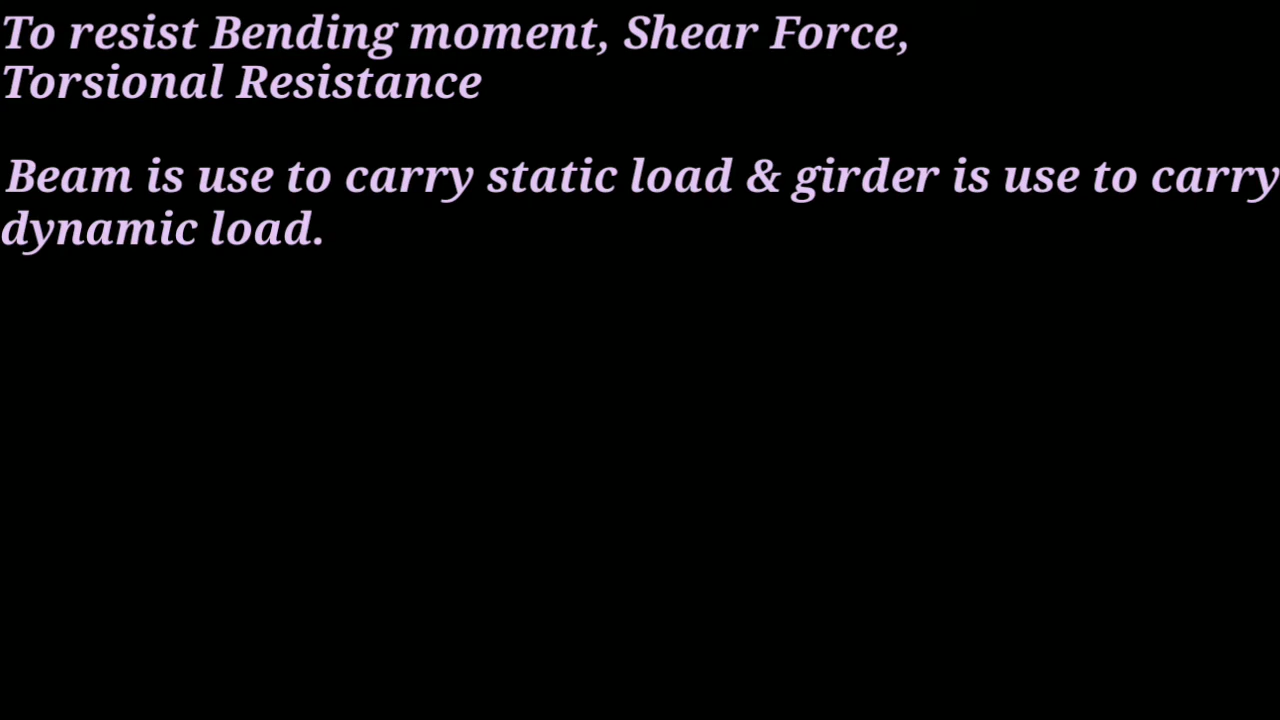 To resist Bending moment, Shear Force,
Torsional Resistance
Beam is use to carry static load & girder is use to carry
dynamic load.